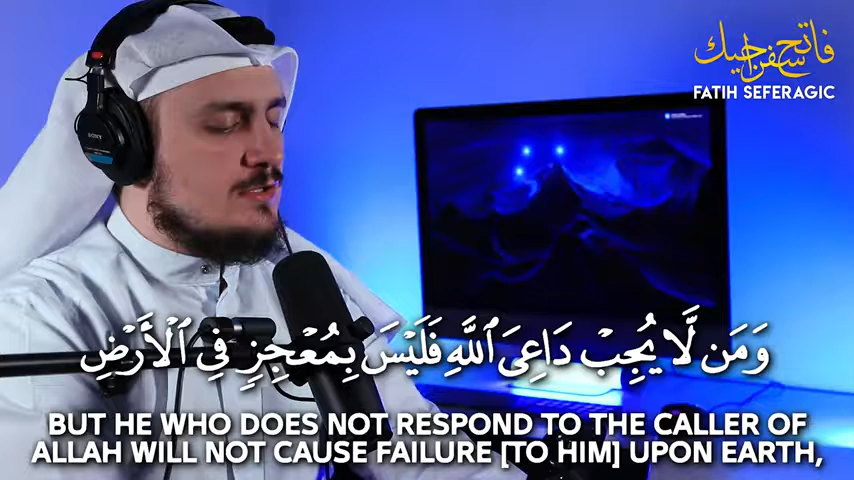 فاتح سفراجيك
FATIH SEFERAGIC
SONY
وَمَن لَّا يُجِبْ دَاعِىَ ٱللَّهِ فَلَيْسَ بِمُعْجِزٍ فِى ٱلْأَرْضِ
BUT HE WHO DOES NOT RESPOND TO THE CALLER OF
ALLAH WILL NOT CAUSE FAILURE [TO HIM] UPON EARTH,